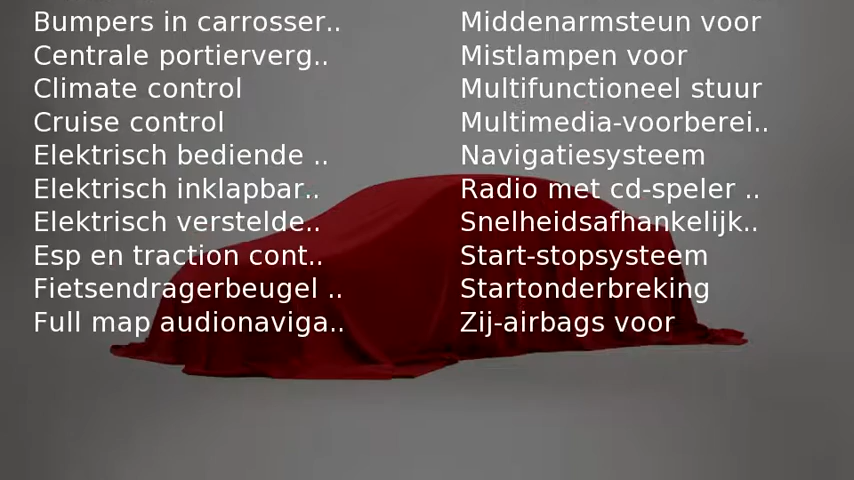 Bumpers in carrosser..
Centrale portierverg..
Climate control
Cruise control
Elektrisch bediende ..
Elektrisch inklapbar..
Elektrisch verstelde..
Esp en traction cont..
Fietsendragerbeugel ..
Full map audionaviga..
Middenarmsteun voor
Mistlampen voor
Multifunctioneel stuur
Multimedia-voorberei..
Navigatiesysteem
Radio met cd-speler ..
Snelheidsafhankelijk..
Start-stopsysteem
Startonderbreking
Zij-airbags voor